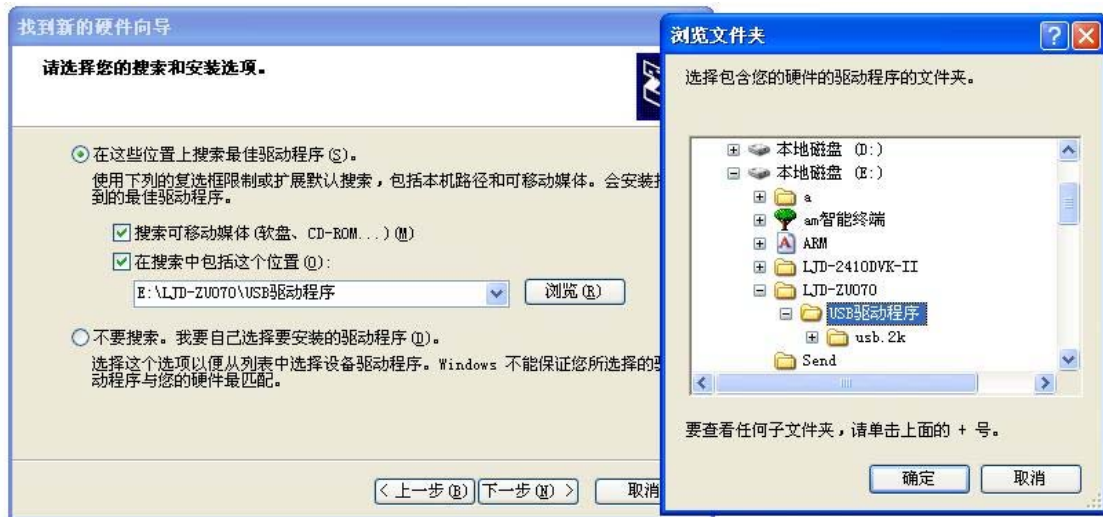 找到新的硬件向导
请选择您的搜索和安装选项。
在这些位置上搜索最佳驱动程序(S)。
使用下列的复选框限制或扩展默认搜索，包括本机路径和可移动媒体。会安装
到的最佳驱动程序。
搜索可移动媒体(软盘、CD-ROM...)(M)
在搜索中包括这个位置(O):
E:\LJD-ZU070\USB驱动程序
浏览(R)
不要搜索。我要自己选择要安装的驱动程序(D)。
选择这个选项以便从列表中选择设备驱动程序。Windows 不能保证您所选择的
动程序与您的硬件最匹配。
< 上一步(B)
下一步(N) >
取消
浏览文件夹
选择包含您的硬件的驱动程序的文件夹。
本地磁盘 (D:)
本地磁盘 (E:)
a
am智能终端
ARM
LJD-2410DVK-II
LJD-ZU070
USB驱动程序
usb.2k
Send
要查看任何子文件夹，请单击上面的 + 号。
确定
取消